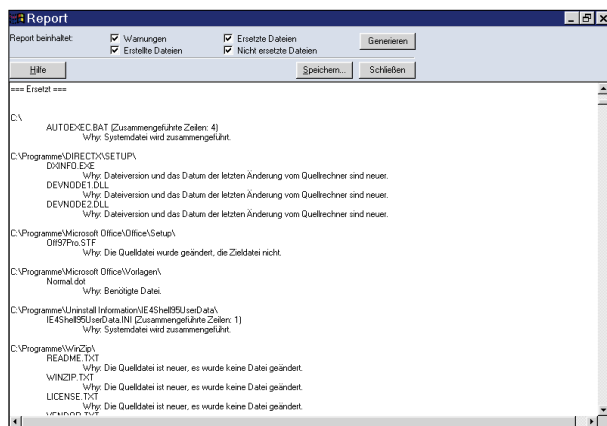 Report
Report beinhaltet:
Warnungen
Ersetzte Dateien
Generieren
Erstellte Dateien
Nicht ersetzte Dateien
Hilfe
Speichern...
Schließen
=== Ersetzt ===
C:\
AUTOEXEC.BAT (Zusammengeführte Zeilen: 4)
Why: Systemdatei wird zusammengeführt.
C:\Programme\DIRECTX\SETUP\
DXINFO.EXE
Why: Dateiversion und das Datum der letzten Änderung vom Quellrechner sind neuer.
DEVNODE1.DLL
Why: Dateiversion und das Datum der letzten Änderung vom Quellrechner sind neuer.
DEVNODE2.DLL
Why: Dateiversion und das Datum der letzten Änderung vom Quellrechner sind neuer.
C:\Programme\Microsoft Office\Office\Setup\
Off97Pro.STF
Why: Die Quelldatei wurde geändert, die Zieldatei nicht.
C:\Programme\Microsoft Office\Vorlagen\
Normal.dot
Why: Benötigte Datei.
C:\Programme\Uninstall Information\IE4Shell95UserData\
IE4Shell95UserData.INI (Zusammengeführte Zeilen: 1)
Why: Systemdatei wird zusammengeführt.
C:\Programme\WinZip\
README.TXT
Why: Die Quelldatei ist neuer, es wurde keine Datei geändert.
WINZIP.TXT
Why: Die Quelldatei ist neuer, es wurde keine Datei geändert.
LICENSE.TXT
Why: Die Quelldatei ist neuer, es wurde keine Datei geändert.
VENDOR.TXT